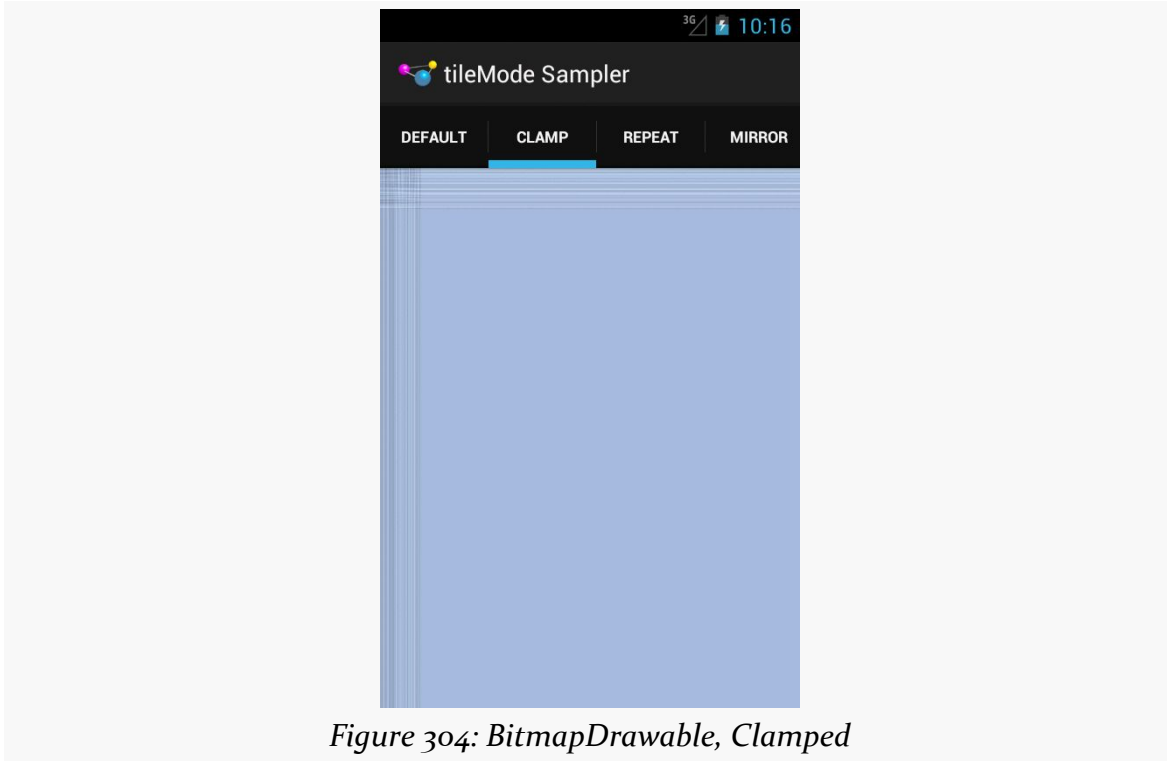 3G 10:16
tileMode Sampler
DEFAULT CLAMP REPEAT MIRROR
Figure 304: BitmapDrawable, Clamped